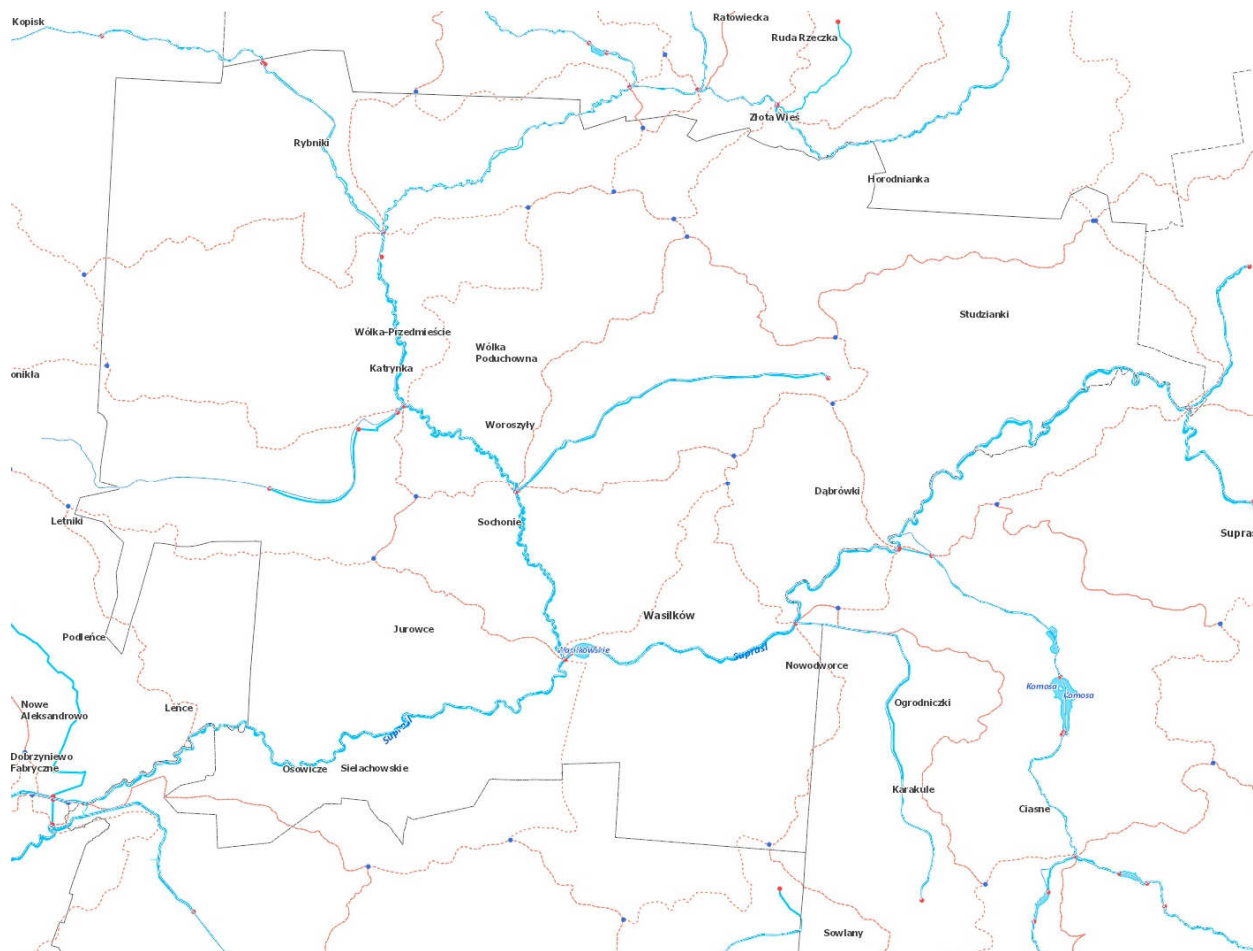 Kopisk
Ratowiecka
Ruda Rzeczka
Złota Wieś
Rybniki
Horodnianka
Studzianki
Wólka-Przedmieście
Wólka
Poduchowna
Katrynka
onikła
Woroszyły
Dąbrówki
Letniki
Sochonie
Supraś
Wasilków
Jurowce
Podleńce
Wasilkowskie
Supraśl
Nowodworce
Komosa
Komosa
Ogrodniczki
Nowe
Aleksandrowo
Leńce
Supraśl
Dobrzyniewo
Fabryczne
Osowicze
Sielachowskie
Karakule
Ciasne
Sowlany